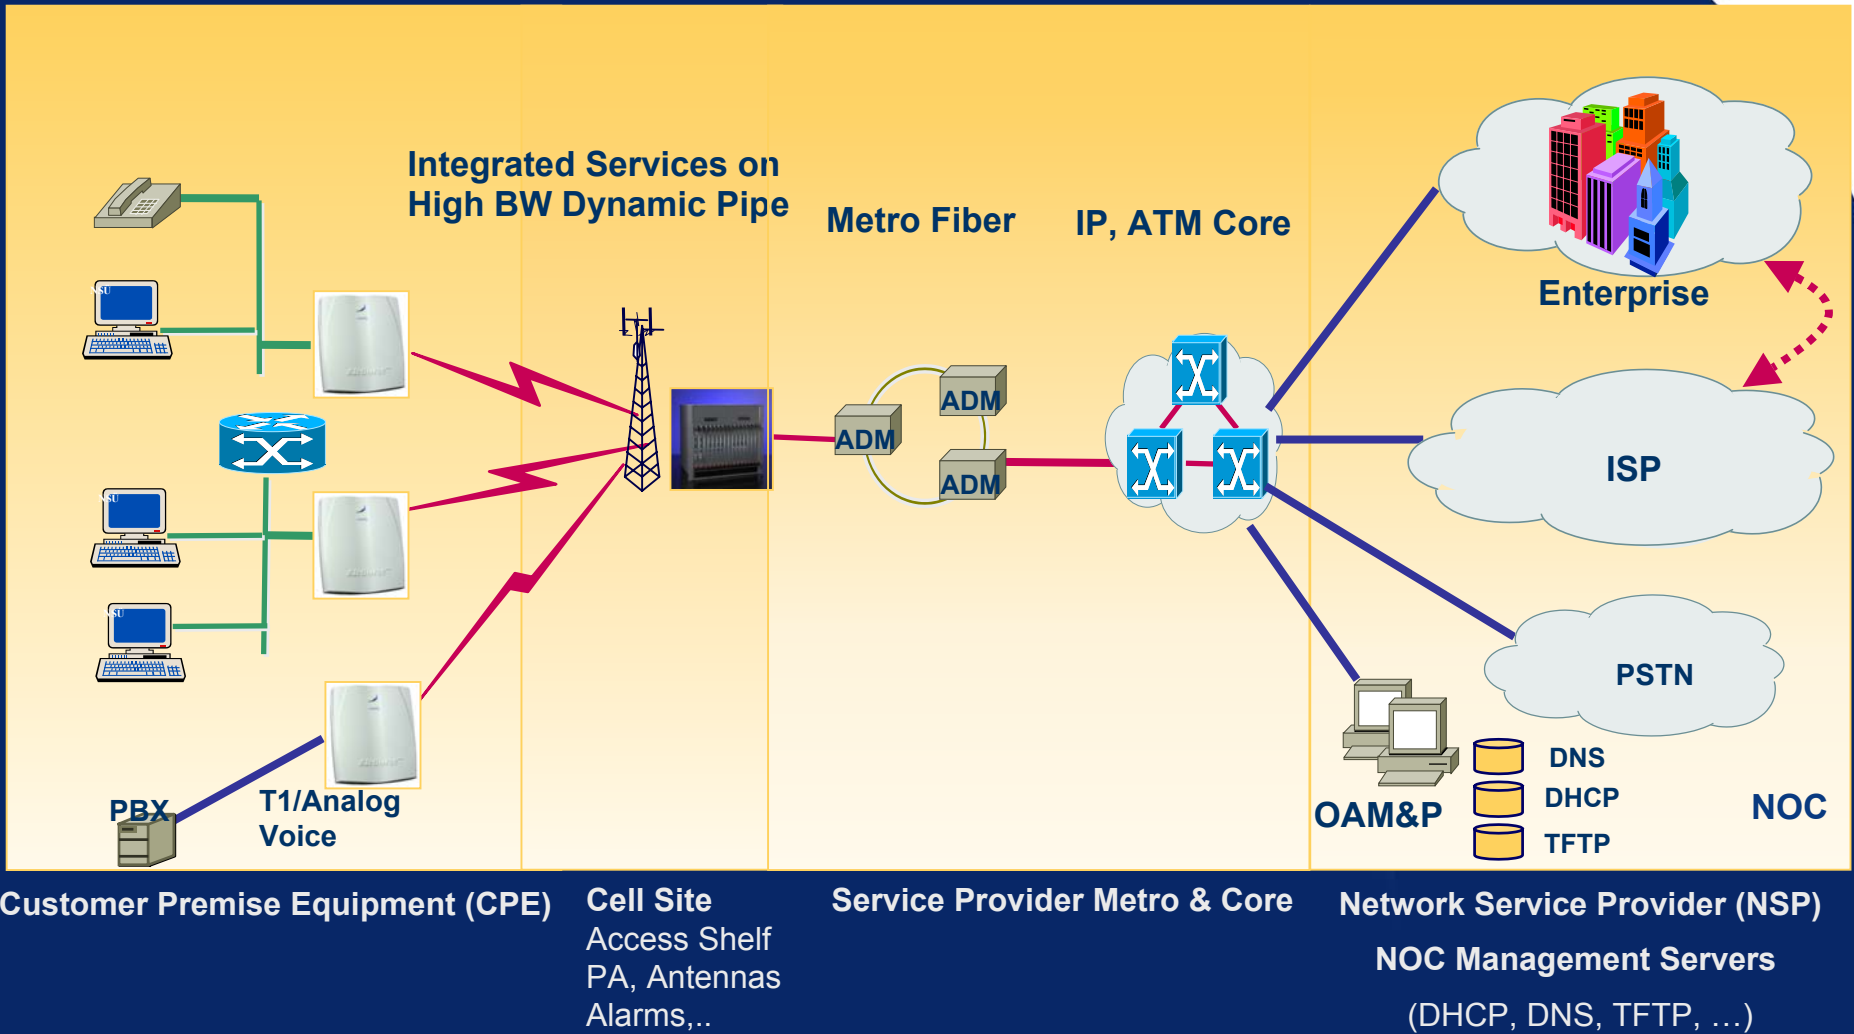 Integrated Services on
High BW Dynamic Pipe
Metro Fiber
IP, ATM Core
Enterprise
ISP
PSTN
ADM
ADM
ADM
PBX
T1/Analog
Voice
OAM&P
DNS
DHCP
TFTP
NOC
Customer Premise Equipment (CPE)
Cell Site
Access Shelf
PA, Antennas
Alarms,..
Service Provider Metro & Core
Network Service Provider (NSP)
NOC Management Servers
(DHCP, DNS, TFTP, …)